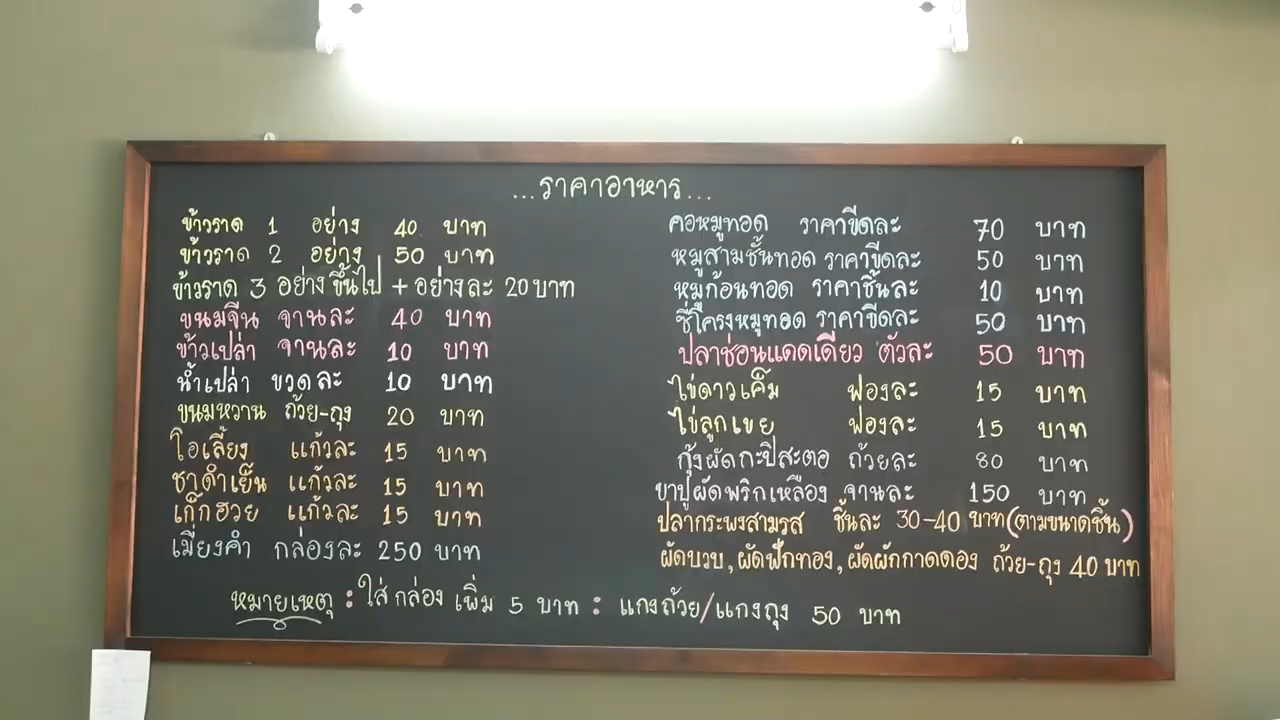 ...ราคาอาหาร...
ข้าวราด 1 อย่าง 40 บาท
ข้าวราด 2 อย่าง 50 บาท
ข้าวราด 3 อย่างขึ้นไป + อย่างละ 20 บาท
ขนมจีน จานละ 40 บาท
ข้าวเปล่า จานละ 10 บาท
น้ำเปล่า ขวดละ 10 บาท
ขนมหวาน ถ้วย-ถุง 20 บาท
โอเลี้ยง แก้วละ 15 บาท
ชาดำเย็น แก้วละ 15 บาท
เก็กฮวย แก้วละ 15 บาท
เมี่ยงคำ กล่องละ 250 บาท
คอหมูทอด ราคาขีดละ 70 บาท
หมูสามชั้นทอด ราคาขีดละ 50 บาท
หมูก้อนทอด ราคาชิ้นละ 10 บาท
ซี่โครงหมูทอด ราคาขีดละ 50 บาท
ปลาช่อนแดดเดียว ตัวละ 50 บาท
ไข่ดาวเค็ม ฟองละ 15 บาท
ไข่ลูกเขย ฟองละ 15 บาท
กุ้งผัดกะปิสะตอ ถ้วยละ 80 บาท
ขาปูผัดพริกเหลือง จานละ 150 บาท
ปลากระพงสามรส ชิ้นละ 30-40 บาท (ตามขนาดชิ้น)
ผัดบวบ, ผัดฟักทอง, ผัดผักกาดดอง ถ้วย-ถุง 40 บาท
หมายเหตุ : ใส่กล่อง เพิ่ม 5 บาท : แกงถ้วย/แกงถุง 50 บาท